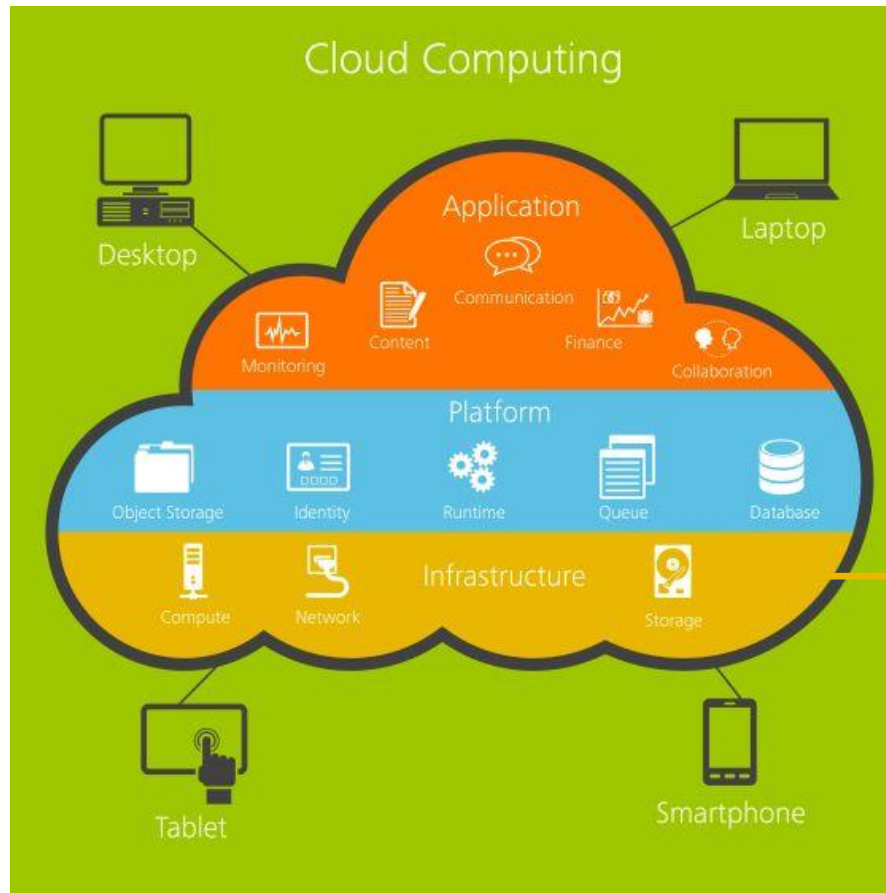 Cloud Computing
Desktop
Laptop
Application
Communication
Monitoring
Content
Finance
Collaboration
Platform
Object Storage
Identity
Runtime
Queue
Database
Infrastructure
Compute
Network
Storage
Tablet
Smartphone